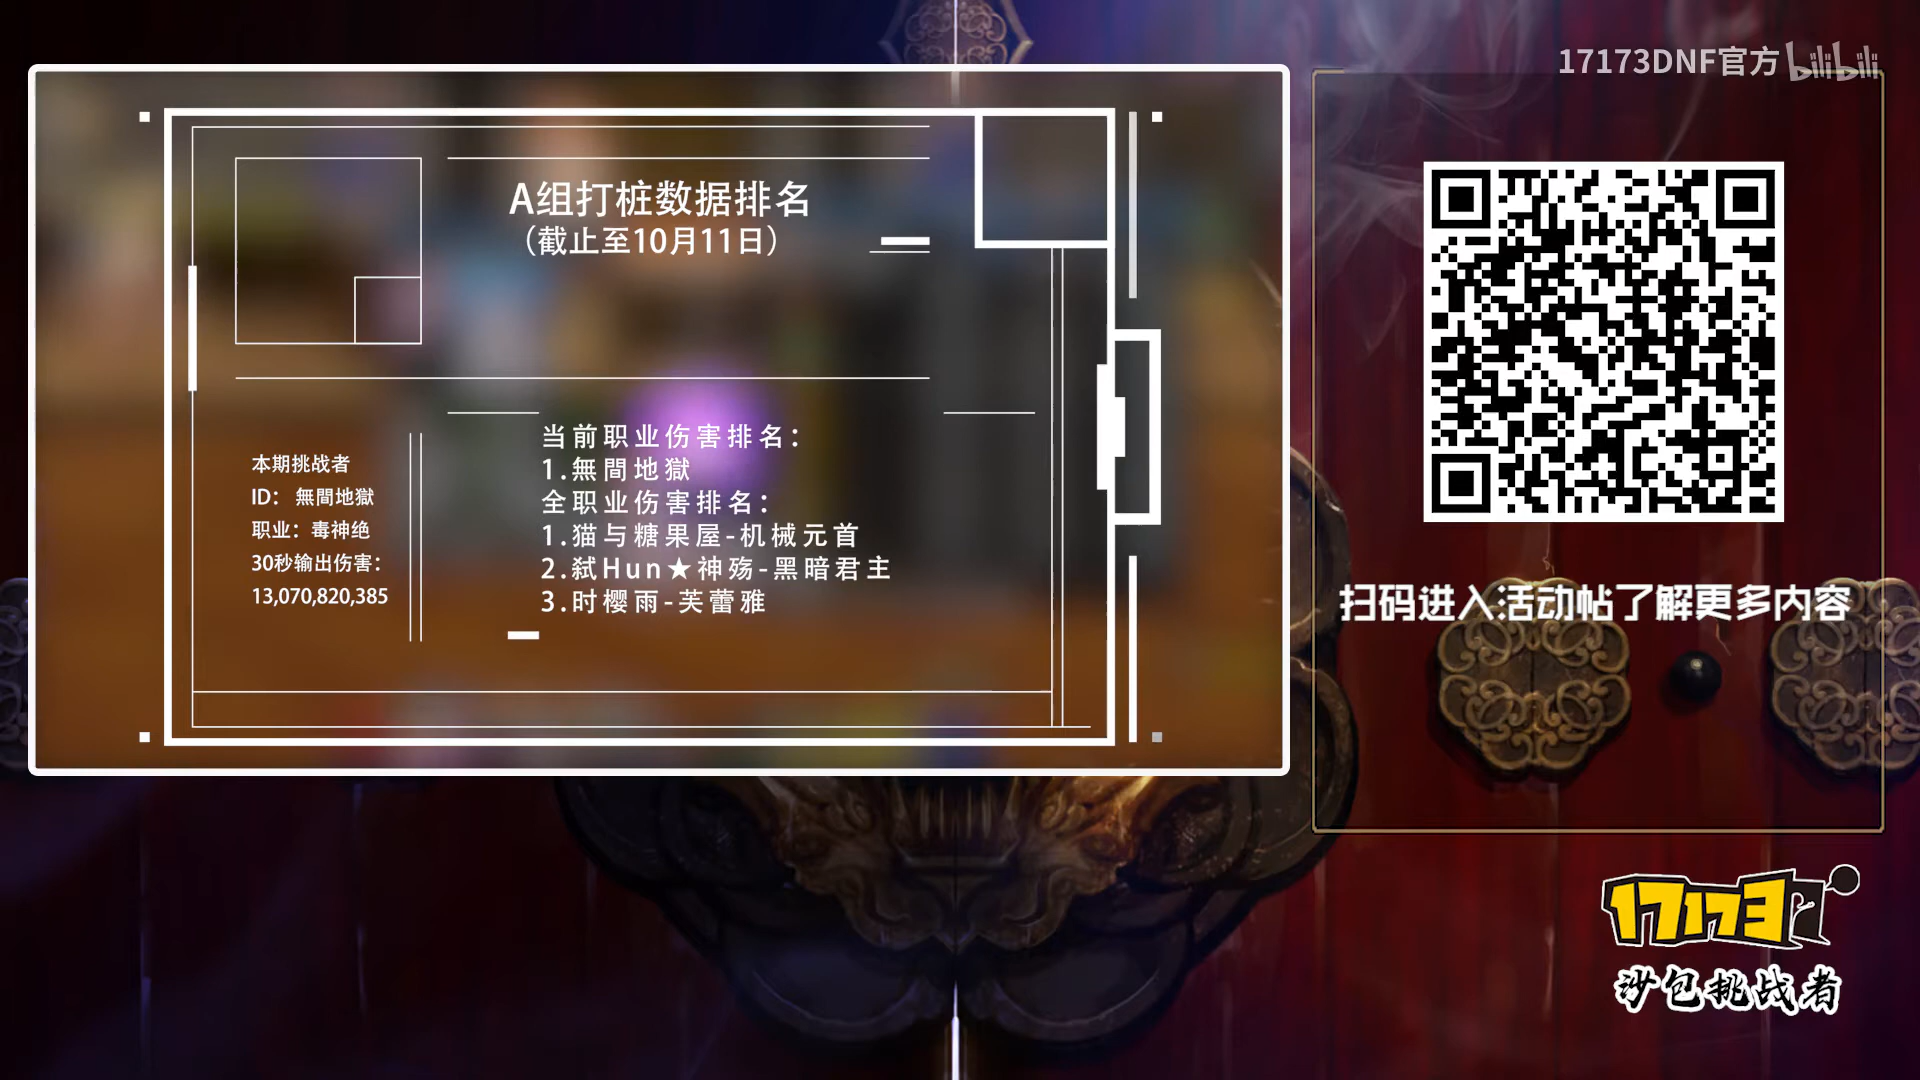 17173DNF官方 bilibili
A组打桩数据排名
（截止至10月11日）
本期挑战者
ID： 無間地獄
职业：毒神绝
30秒输出伤害：
13,070,820,385
当前职业伤害排名：
1.無間地獄
全职业伤害排名：
1.猫与糖果屋-机械元首
2.弑Hun★神殇-黑暗君主
3.时樱雨-芙蕾雅
扫码进入活动帖了解更多内容
17173
沙包挑战者